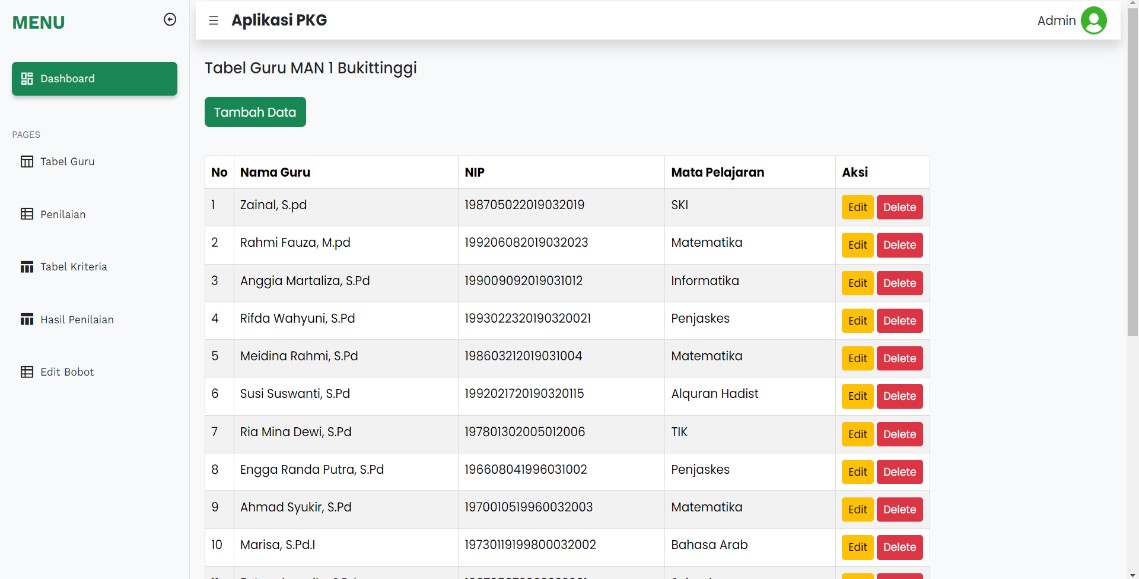 MENU
Aplikasi PKG
Admin
Dashboard
Tabel Guru MAN 1 Bukittinggi
Tambah Data
PAGES
Tabel Guru
Penilaian
Tabel Kriteria
Hasil Penilaian
Edit Bobot
No Nama Guru NIP Mata Pelajaran Aksi
1 Zainal, S.pd 198705022019032019 SKI Edit Delete
2 Rahmi Fauza, M.pd 199206082019032023 Matematika Edit Delete
3 Anggia Martaliza, S.Pd 199009092019031012 Informatika Edit Delete
4 Rifda Wahyuni, S.Pd 1993022320190320021 Penjaskes Edit Delete
5 Meidina Rahmi, S.Pd 198603212019031004 Matematika Edit Delete
6 Susi Suswanti, S.Pd 1992021720190320115 Alquran Hadist Edit Delete
7 Ria Mina Dewi, S.Pd 197801302005012006 TIK Edit Delete
8 Engga Randa Putra, S.Pd 196608041996031002 Penjaskes Edit Delete
9 Ahmad Syukir, S.Pd 1970010519960032003 Matematika Edit Delete
10 Marisa, S.Pd.I 19730119199800032002 Bahasa Arab Edit Delete